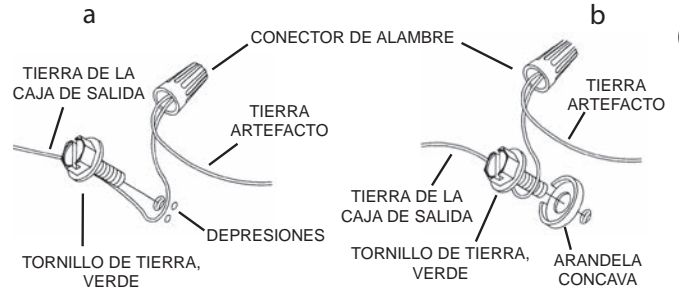 a
b
CONECTOR DE ALAMBRE
TIERRA DE LA
CAJA DE SALIDA
TIERRA
ARTEFACTO
TIERRA
ARTEFACTO
TIERRA DE LA
CAJA DE SALIDA
DEPRESIONES
TORNILLO DE TIERRA,
VERDE
TORNILLO DE TIERRA,
VERDE
ARANDELA
CONCAVA